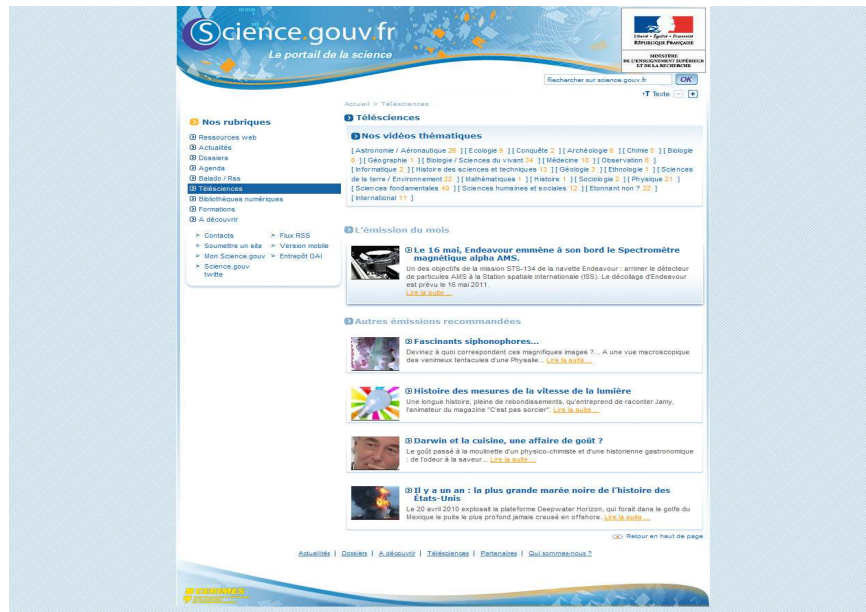 Science.gouv.fr
Le portail de la science
Liberté • Égalité • Fraternité
RÉPUBLIQUE FRANÇAISE
MINISTÈRE
DE L'ENSEIGNEMENT SUPÉRIEUR
ET DE LA RECHERCHE
Rechercher sur science.gouv.fr OK
T Texte - +
Accueil > Télésciences
Nos rubriques
Ressources web
Actualités
Dossiers
Agenda
Balado / Rss
Télésciences
Bibliothèques numériques
Formations
A découvrir
> Contacts > Flux RSS
> Soumettre un site > Version mobile
> Mon Science.gouv > Entrepôt OAI
> Science.gouv
twitte
Télésciences
Nos vidéos thématiques
[ Astronomie / Aéronautique 26 ] [ Ecologie 9 ] [ Conquête 2 ] [ Archéologie 6 ] [ Chimie 5 ] [ Biologie
6 ] [ Géographie 1 ] [ Biologie / Sciences du vivant 34 ] [ Médecine 18 ] [ Observation 8 ]
[ Informatique 2 ] [ Histoire des sciences et techniques 13 ] [ Géologie 3 ] [ Ethnologie 1 ] [ Sciences
de la terre / Environnement 22 ] [ Mathématiques 1 ] [ Histoire 1 ] [ Sociologie 2 ] [ Physique 21 ]
[ Sciences fondamentales 40 ] [ Sciences humaines et sociales 12 ] [ Etonnant non ? 22 ]
[ International 11 ]
L'émission du mois
Le 16 mai, Endeavour emmène à son bord le Spectromètre
magnétique alpha AMS.
Un des objectifs de la mission STS-134 de la navette Endeavour : arrimer le détecteur
de particules AMS à la Station spatiale internationale (ISS). Le décollage d'Endeavour
est prévu le 16 mai 2011.
Lire la suite ...
Autres émissions recommandées
Fascinants siphonophores...
Devinez à quoi correspondent ces magnifiques images ?... A une vue macroscopique
des venimeux tentacules d'une Physalie... Lire la suite ...
Histoire des mesures de la vitesse de la lumière
Une longue histoire, pleine de rebondissements, qu'entreprend de raconter Jamy,
l'animateur du magazine "C'est pas sorcier". Lire la suite ...
Darwin et la cuisine, une affaire de goût ?
Le goût passé à la moulinette d'un physico-chimiste et d'une historienne gastronomique
: de l'odeur à la saveur... Lire la suite ...
Il y a un an : la plus grande marée noire de l'histoire des
États-Unis
Le 20 avril 2010 explosait la plateforme Deepwater Horizon, qui forait dans le golfe du
Mexique le puits le plus profond jamais creusé en offshore. Lire la suite ...
Retour en haut de page
Actualités | Dossiers | A découvrir | Télésciences | Partenaires | Qui sommes-nous ?
CERIMES